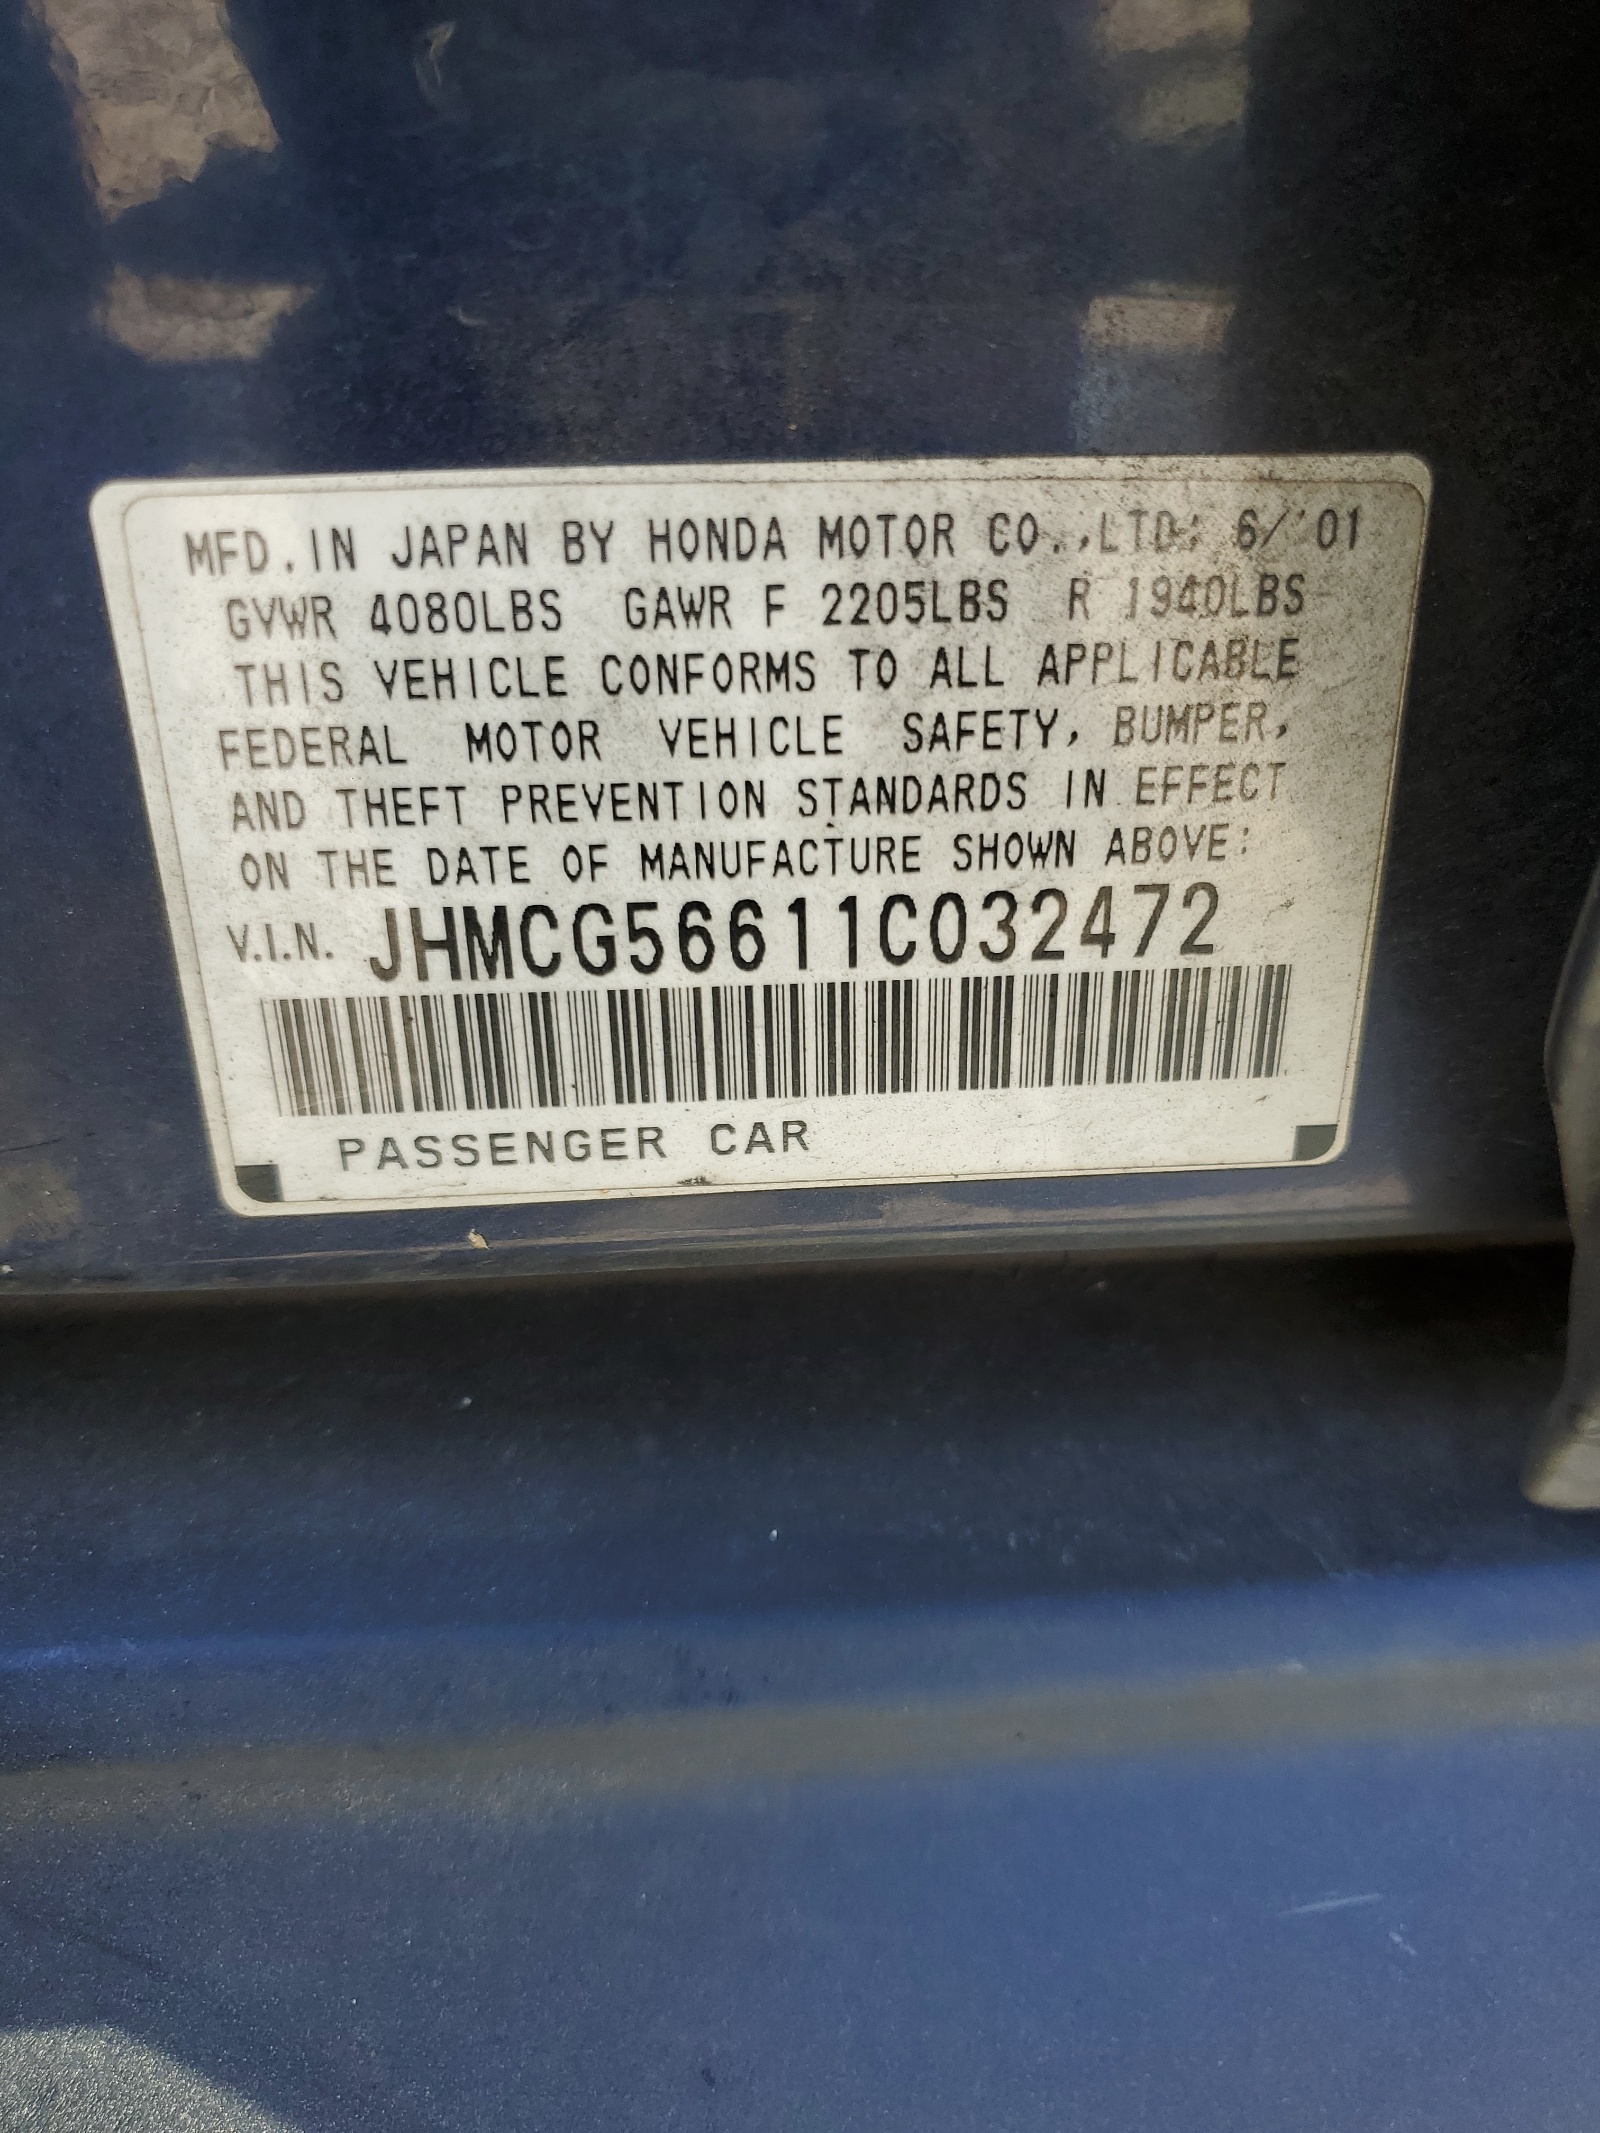 MFD. IN JAPAN BY HONDA MOTOR CO.,LTD. 6/ 01
GVWR 4080LBS GAWR F 2205LBS R 1940LBS
THIS VEHICLE CONFORMS TO ALL APPLICABLE
FEDERAL MOTOR VEHICLE SAFETY, BUMPER,
AND THEFT PREVENTION STANDARDS IN EFFECT
ON THE DATE OF MANUFACTURE SHOWN ABOVE:
V.I.N. JHMCG56611C032472
PASSENGER CAR